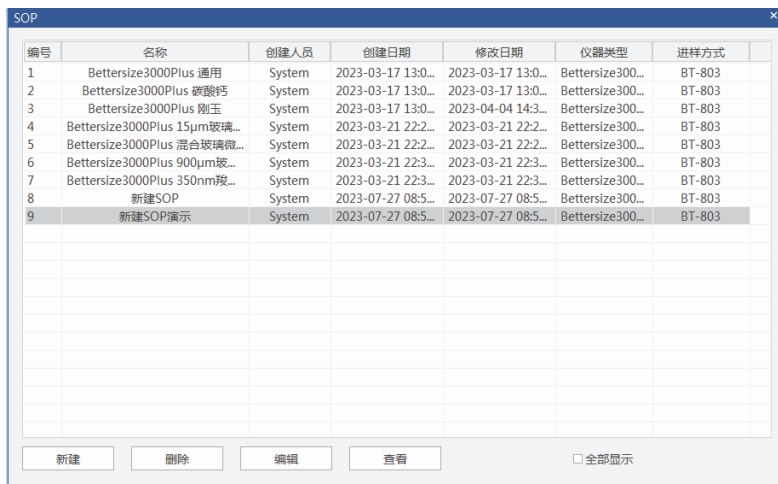 SOP ×
编号 名称 创建人员 创建日期 修改日期 仪器类型 进样方式
1 Bettersize3000Plus 通用 System 2023-03-17 13:0... 2023-03-17 13:0... Bettersize300... BT-803
2 Bettersize3000Plus 碳酸钙 System 2023-03-17 13:0... 2023-03-17 13:0... Bettersize300... BT-803
3 Bettersize3000Plus 刚玉 System 2023-03-17 13:0... 2023-04-04 14:3... Bettersize300... BT-803
4 Bettersize3000Plus 15μm玻璃... System 2023-03-21 22:2... 2023-03-21 22:2... Bettersize300... BT-803
5 Bettersize3000Plus 混合玻璃微... System 2023-03-21 22:2... 2023-03-21 22:2... Bettersize300... BT-803
6 Bettersize3000Plus 900μm玻... System 2023-03-21 22:3... 2023-03-21 22:3... Bettersize300... BT-803
7 Bettersize3000Plus 350nm羧... System 2023-03-21 22:3... 2023-03-21 22:3... Bettersize300... BT-803
8 新建SOP System 2023-07-27 08:5... 2023-07-27 08:5... Bettersize300... BT-803
9 新建SOP演示 System 2023-07-27 08:5... 2023-07-27 08:5... Bettersize300... BT-803
新建 删除 编辑 查看 全部显示